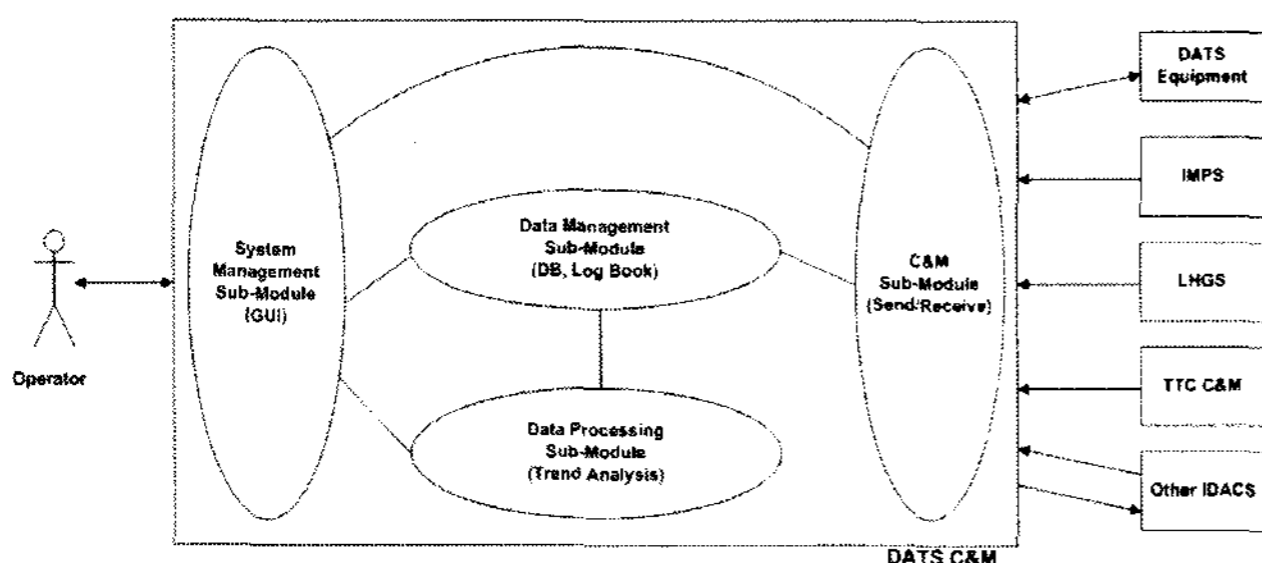 DATS
Equipment
IMPS
LHGS
TTC C&M
Other IDACS
System
Management
Sub-Module
(GUI)
Data Management
Sub-Module
(DB, Log Book)
C&M
Sub-Module
(Send/Receive)
Data Processing
Sub-Module
(Trend Analysis)
Operator
DATS C&M